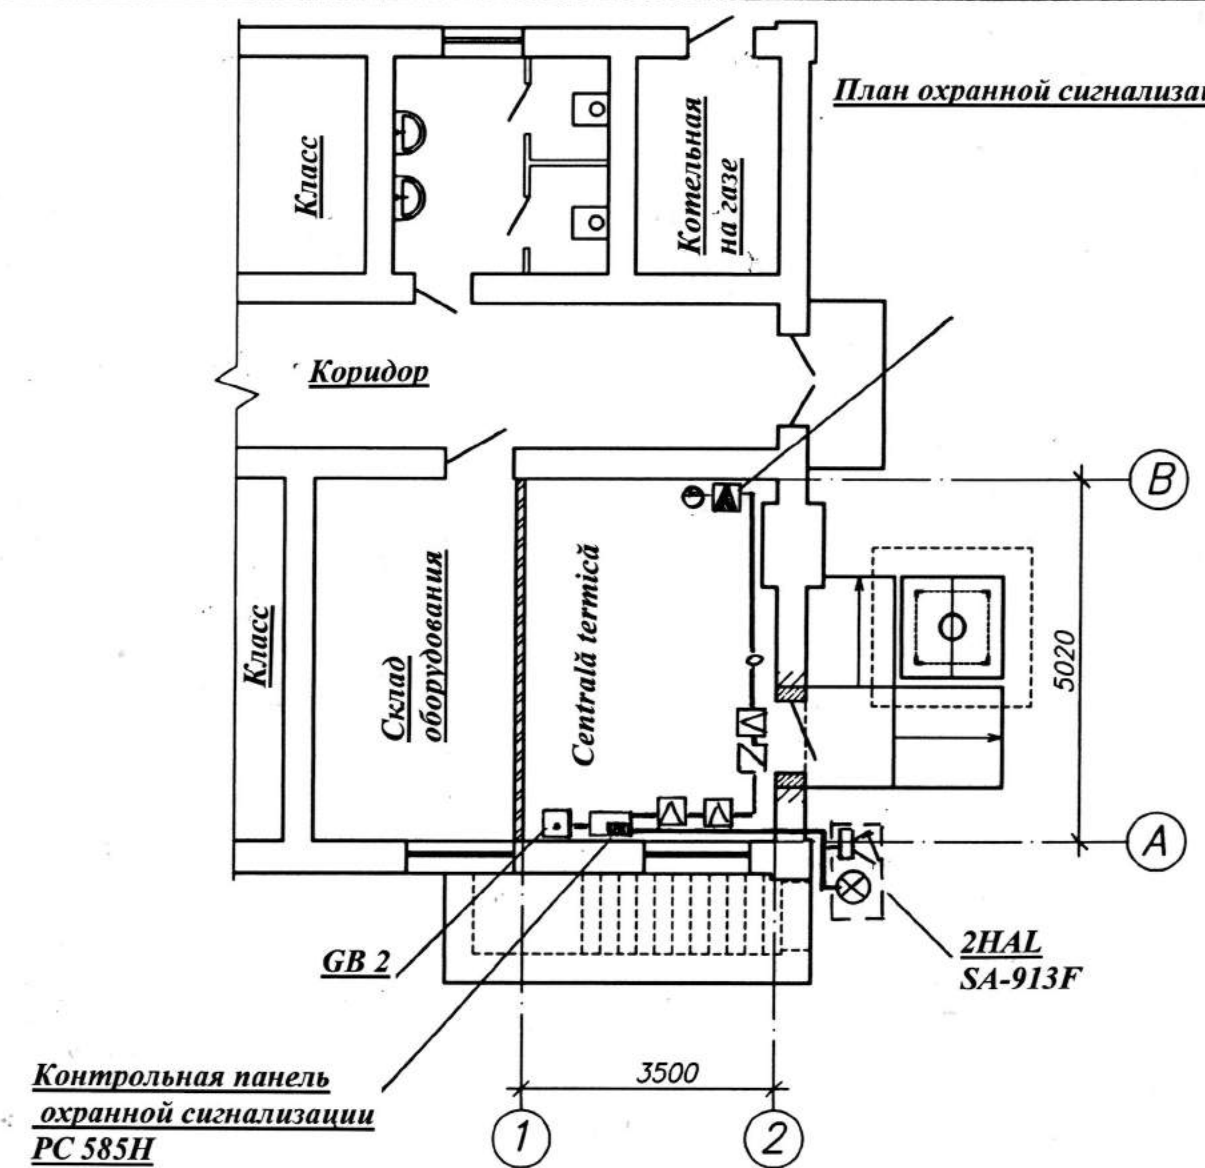 План охранной сигнализац
Класс
Котельная
на газе
Коридор
B
Класс
Склад
оборудования
Centrală termică
5020
A
GB 2
2HAL
SA-913F
Контрольная панель
охранной сигнализации
PC 585H
3500
1
2